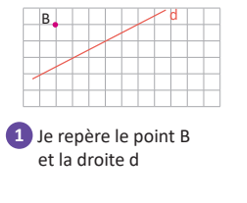 B
d
1 Je repère le point B
et la droite d